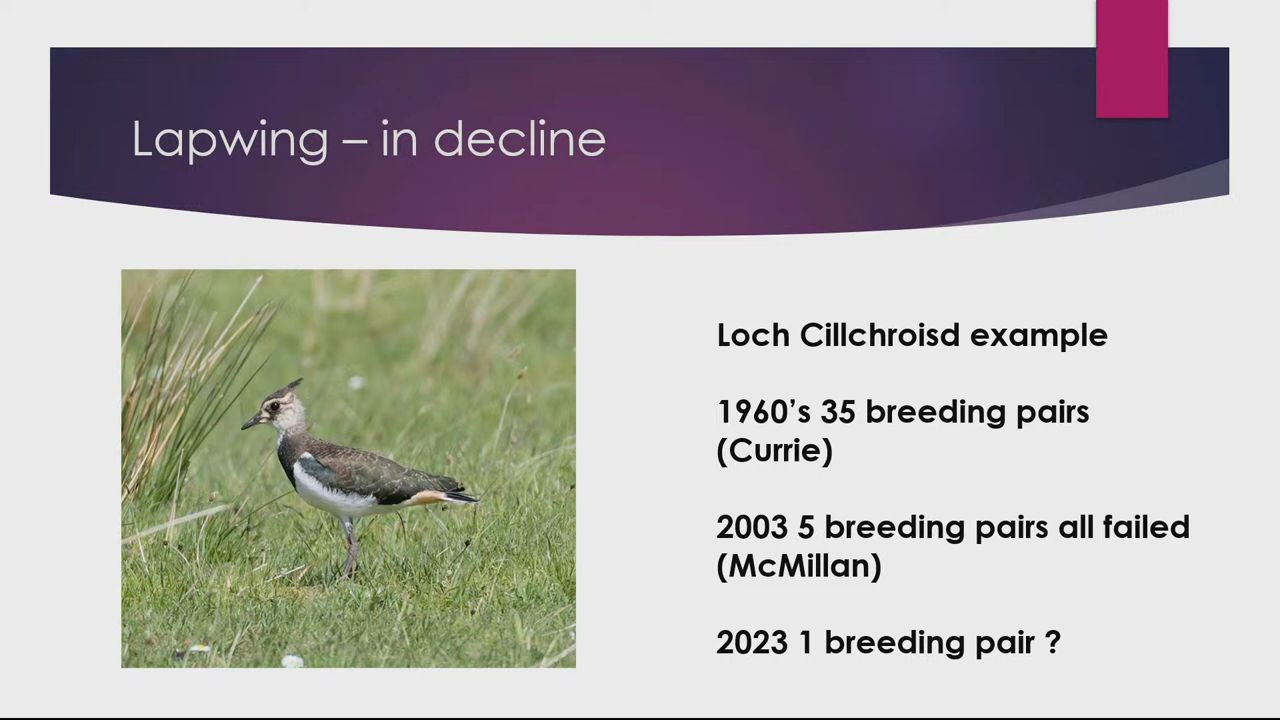 Lapwing – in decline
Loch Cillchroisd example
1960’s 35 breeding pairs
(Currie)
2003 5 breeding pairs all failed
(McMillan)
2023 1 breeding pair ?